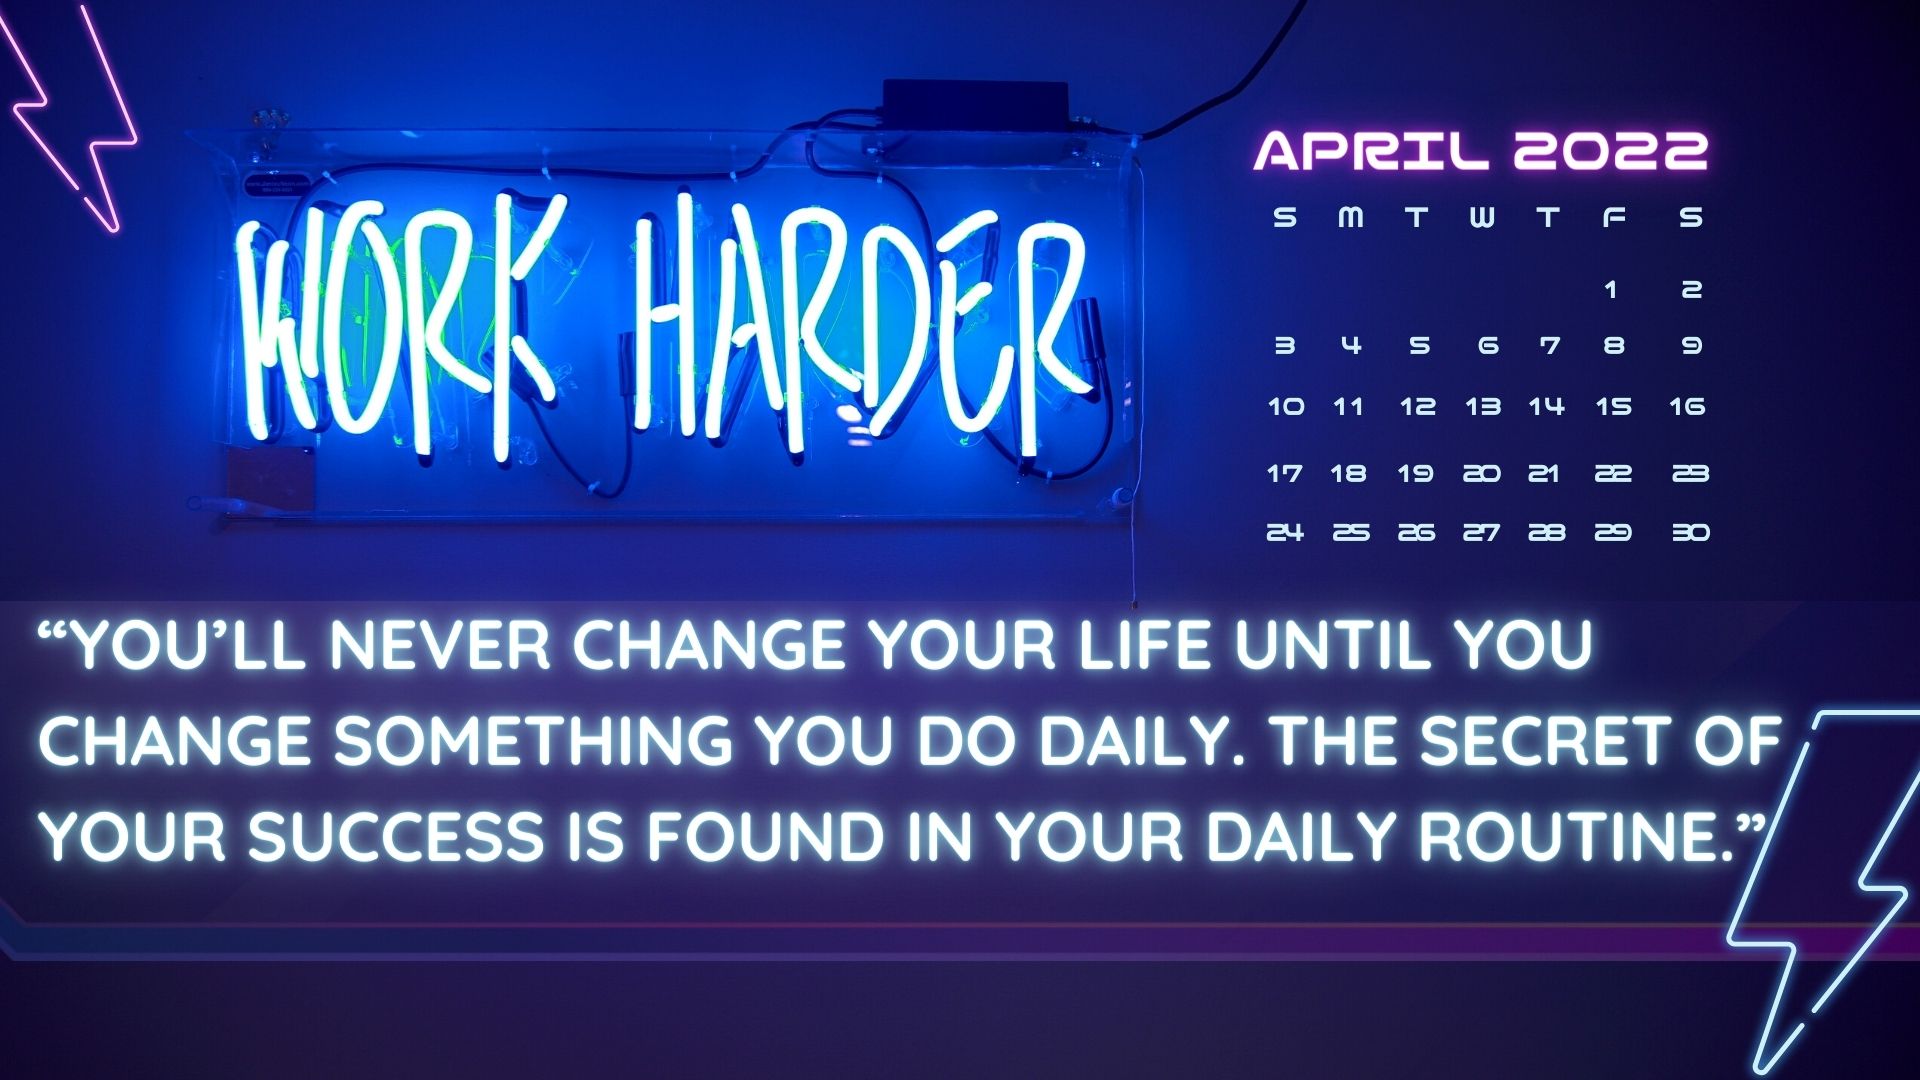 WORK HARDER
APRIL 2022
S M T W T F S
1 2
3 4 5 6 7 8 9
10 11 12 13 14 15 16
17 18 19 20 21 22 23
24 25 26 27 28 29 30
“YOU’LL NEVER CHANGE YOUR LIFE UNTIL YOU
CHANGE SOMETHING YOU DO DAILY. THE SECRET OF
YOUR SUCCESS IS FOUND IN YOUR DAILY ROUTINE.”